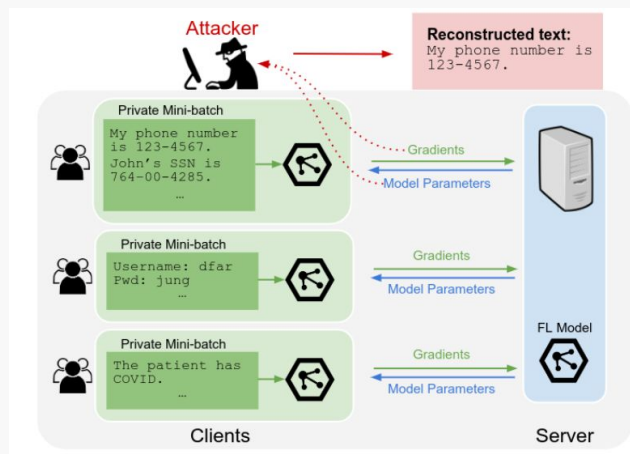 Attacker
Reconstructed text:
My phone number is
123-4567.
Private Mini-batch
My phone number
is 123-4567.
John's SSN is
764-00-4285.
…
Gradients
Model Parameters
Private Mini-batch
Username: dfar
Pwd: jung
…
Gradients
Model Parameters
Private Mini-batch
The patient has
COVID.
…
Gradients
Model Parameters
FL Model
Clients
Server